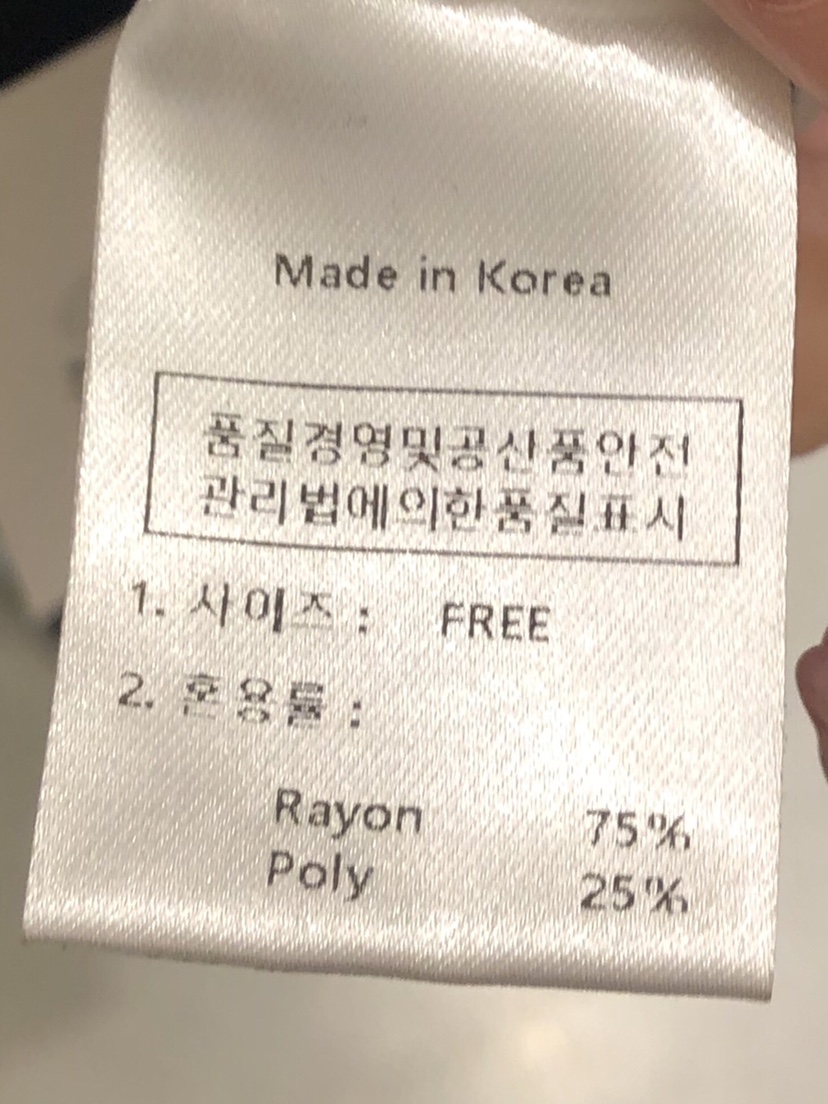 Made in Korea
품질경영및공산품안전
관리법에의한품질표시
1. 사이즈 : FREE
2. 혼용률 :
Rayon 75%
Poly 25%